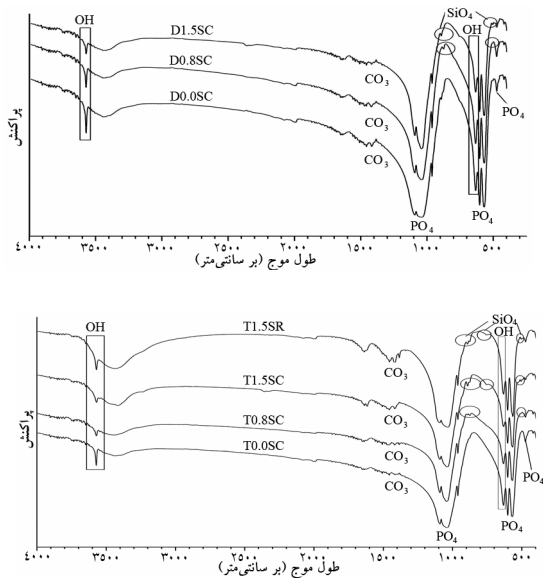 SiO₄
OH
D1.5SC
OH
D0.8SC
CO₃
D0.0SC
CO₃
PO₄
CO₃
PO₄
PO₄
پراکنش
۴۰۰۰ ۳۵۰۰ ۳۰۰۰ ۲۵۰۰ ۲۰۰۰ ۱۵۰۰ ۱۰۰۰ ۵۰۰
طول موج (بر سانتی‌متر)
SiO₄
OH
T1.5SR
OH
CO₃
T1.5SC
T0.8SC
CO₃
T0.0SC
PO₄
CO₃
PO₄
PO₄
پراکنش
۴۰۰۰ ۳۵۰۰ ۳۰۰۰ ۲۵۰۰ ۲۰۰۰ ۱۵۰۰ ۱۰۰۰ ۵۰۰
طول موج (بر سانتی‌متر)